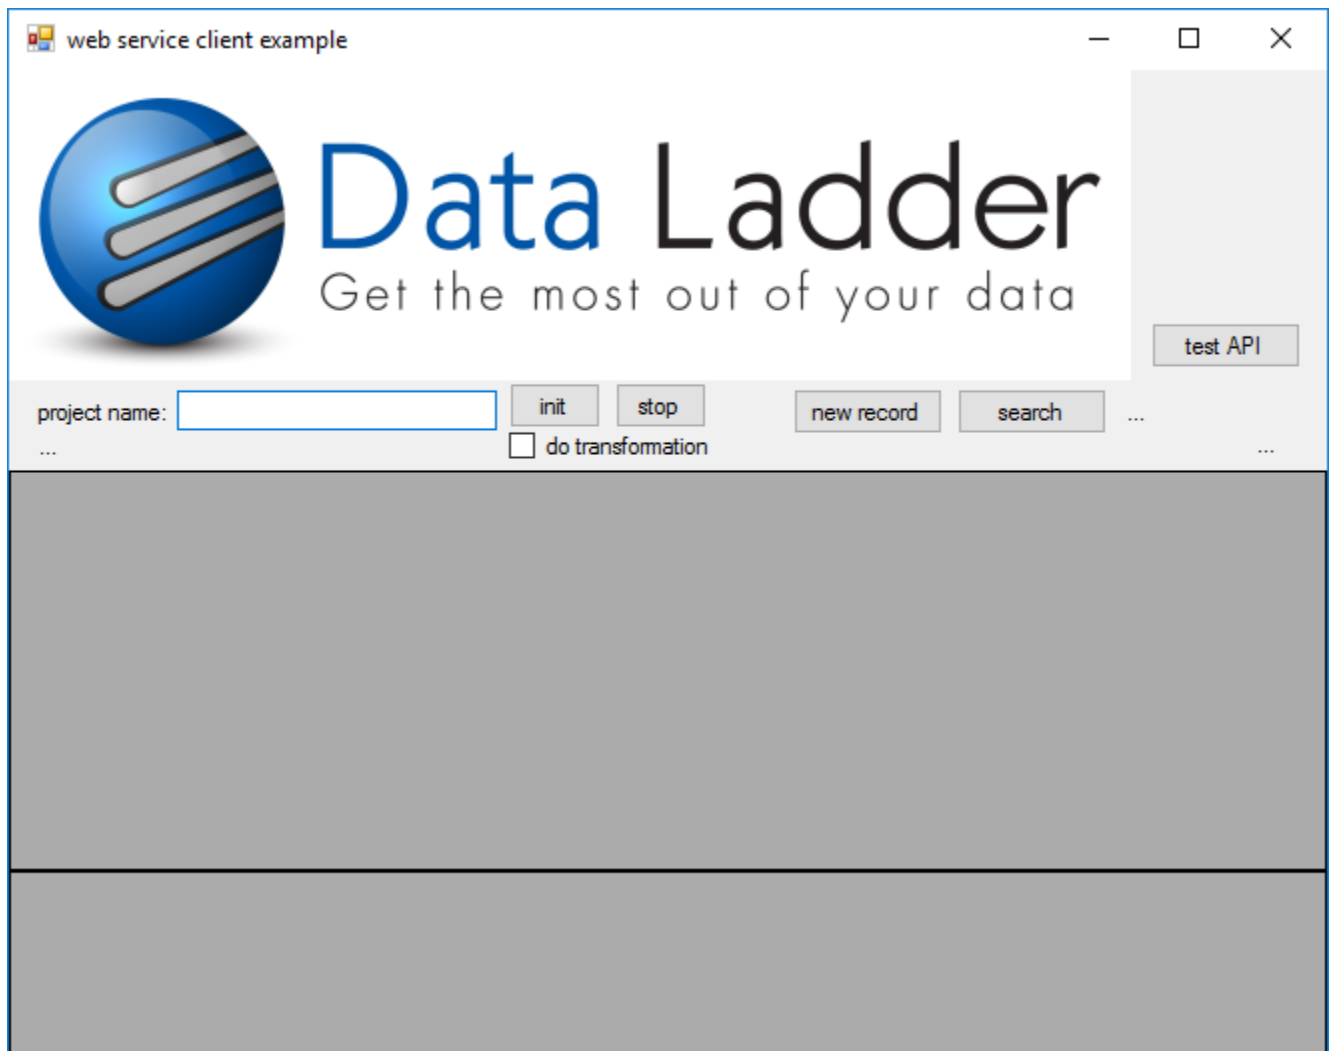 web service client example
Data Ladder
Get the most out of your data
test API
project name:
init
stop
new record
search
...
...
do transformation
...